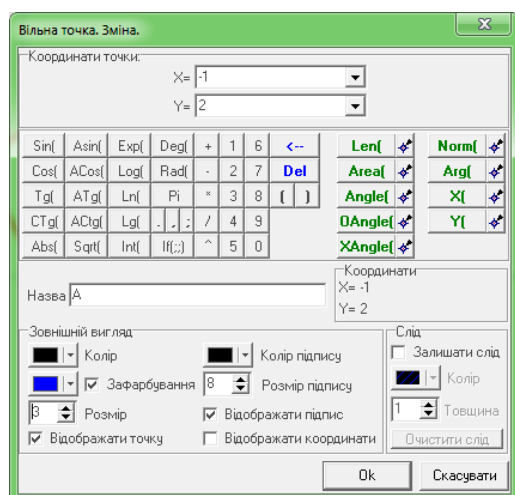 Вільна точка. Зміна.
Координати точки:
X= -1
Y= 2
Sin( Asin( Exp( Deg( + 1 6 <-- Len( Norm(
Cos( ACos( Log( Rad( - 2 7 Del Area( Arg(
Tg( ATg( Ln( Pi * 3 8 ( ) Angle( X(
CTg( ACtg( Lg( . , ; / 4 9 OAngle( Y(
Abs( Sqrt( Int( If(;;) ^ 5 0 XAngle(
Назва A
Координати
X= -1
Y= 2
Зовнішній вигляд
Колір Колір підпису
Зафарбування 8 Розмір підпису
3 Розмір Відображати підпис
Відображати точку Відображати координати
Слід
Залишати слід
Колір
1 Товщина
Очистити слід
Ok Скасувати